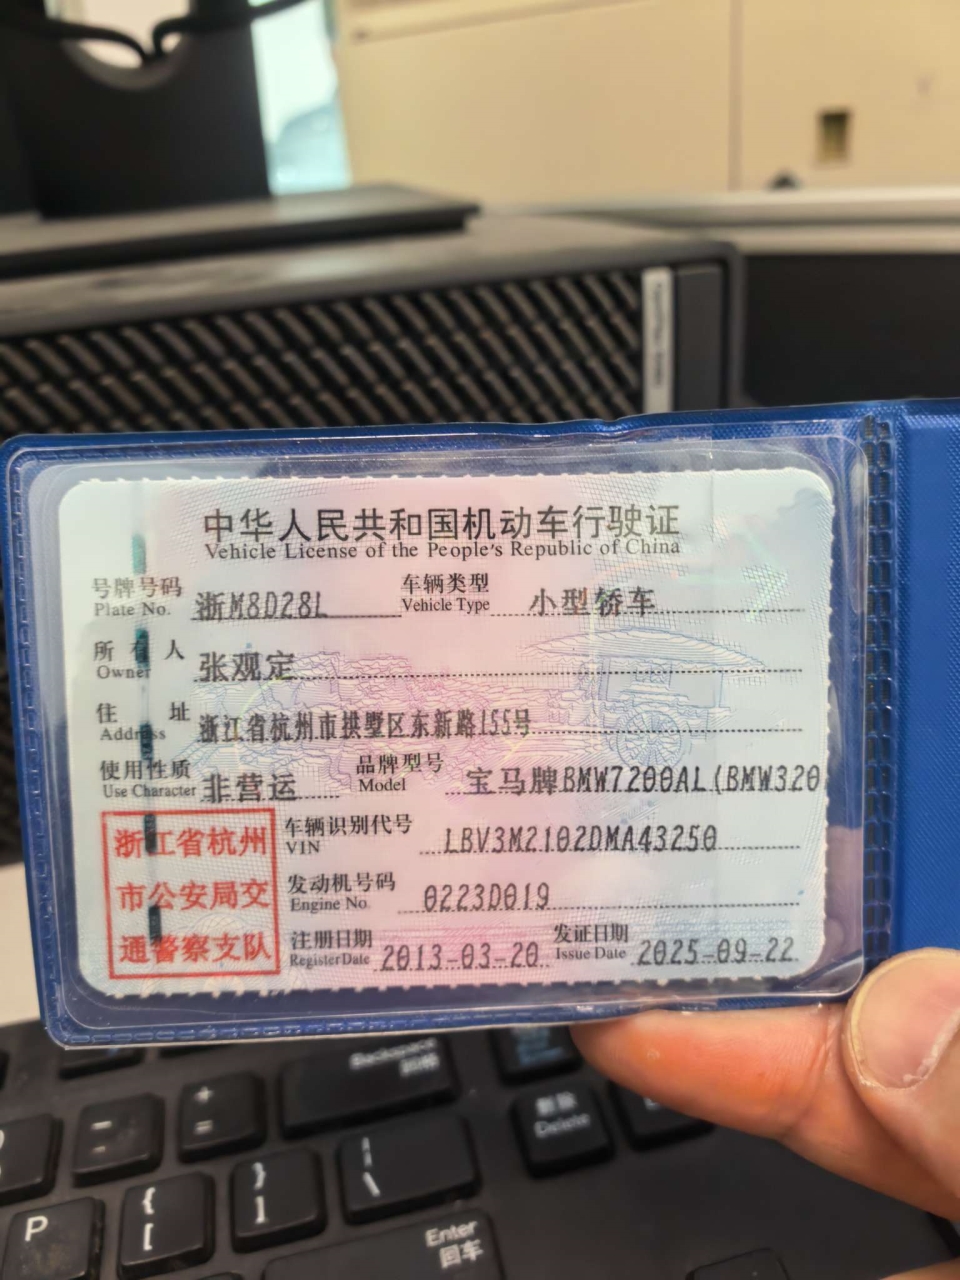 中华人民共和国机动车行驶证
Vehicle License of the People's Republic of China
号牌号码 浙M8D28L 车辆类型 小型轿车
Plate No. Vehicle Type
所有人 张观定
Owner
住址 浙江省杭州市拱墅区东新路155号
Address
使用性质 非营运 品牌型号 宝马牌BMW7200AL(BMW320
Use Character Model
浙江省杭州
市公安局交
通警察支队
车辆识别代号 LBV3M2102DMA43250
VIN
发动机号码 0223D019
Engine No.
注册日期 2013-03-20 发证日期 2025-09-22
Register Date Issue Date
Backspace
退格
删除
Delete
+
=
-
}
]
|
\
P
{
[
Enter
回车